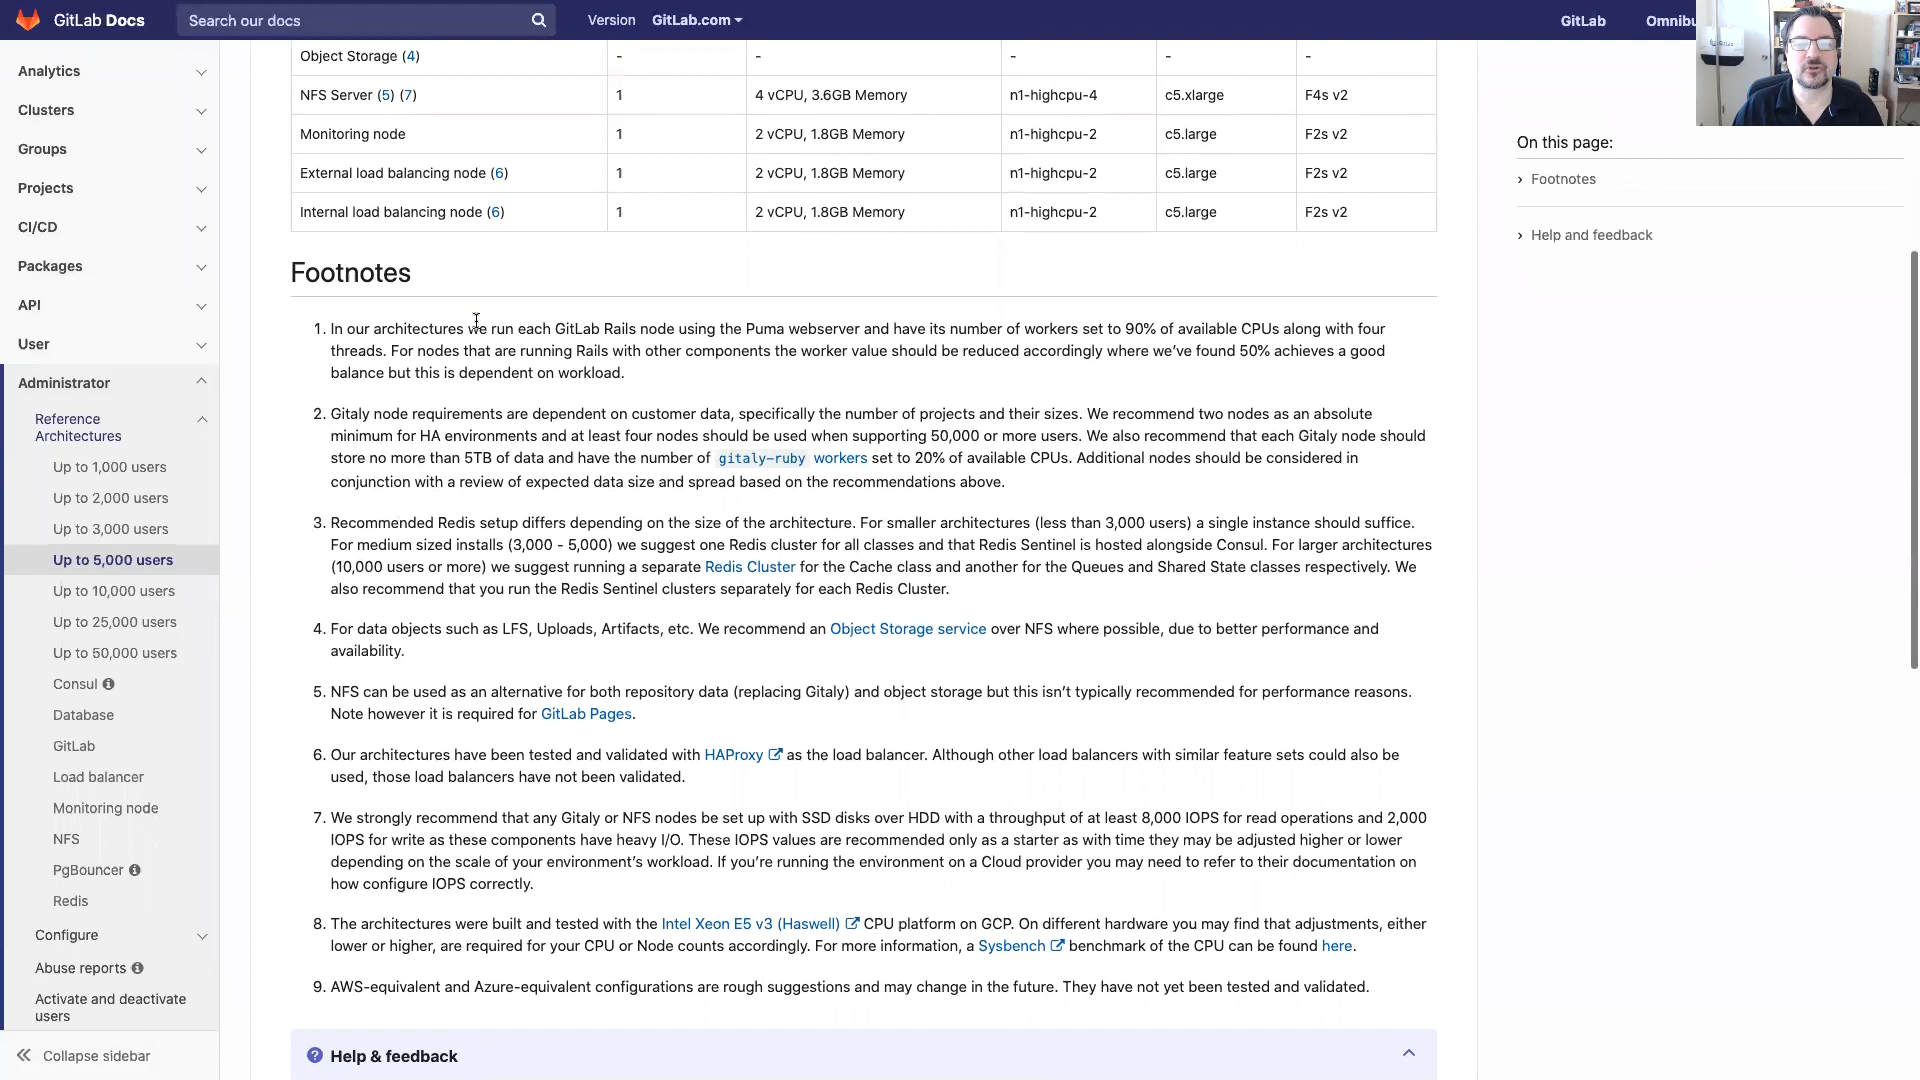 GitLab Docs
Search our docs
Version GitLab.com
GitLab
Analytics
Clusters
Groups
Projects
CI/CD
Packages
API
User
Administrator
Reference
Architectures
Up to 1,000 users
Up to 2,000 users
Up to 3,000 users
Up to 5,000 users
Up to 10,000 users
Up to 25,000 users
Up to 50,000 users
Consul
Database
GitLab
Load balancer
Monitoring node
NFS
PgBouncer
Redis
Configure
Abuse reports
Activate and deactivate
users
Collapse sidebar
Object Storage (4) - - - - -
NFS Server (5) (7) 1 4 vCPU, 3.6GB Memory n1-highcpu-4 c5.xlarge F4s v2
Monitoring node 1 2 vCPU, 1.8GB Memory n1-highcpu-2 c5.large F2s v2
External load balancing node (6) 1 2 vCPU, 1.8GB Memory n1-highcpu-2 c5.large F2s v2
Internal load balancing node (6) 1 2 vCPU, 1.8GB Memory n1-highcpu-2 c5.large F2s v2
Footnotes
1. In our architectures we run each GitLab Rails node using the Puma webserver and have its number of workers set to 90% of available CPUs along with four
threads. For nodes that are running Rails with other components the worker value should be reduced accordingly where we've found 50% achieves a good
balance but this is dependent on workload.
2. Gitaly node requirements are dependent on customer data, specifically the number of projects and their sizes. We recommend two nodes as an absolute
minimum for HA environments and at least four nodes should be used when supporting 50,000 or more users. We also recommend that each Gitaly node should
store no more than 5TB of data and have the number of gitaly-ruby workers set to 20% of available CPUs. Additional nodes should be considered in
conjunction with a review of expected data size and spread based on the recommendations above.
3. Recommended Redis setup differs depending on the size of the architecture. For smaller architectures (less than 3,000 users) a single instance should suffice.
For medium sized installs (3,000 - 5,000) we suggest one Redis cluster for all classes and that Redis Sentinel is hosted alongside Consul. For larger architectures
(10,000 users or more) we suggest running a separate Redis Cluster for the Cache class and another for the Queues and Shared State classes respectively. We
also recommend that you run the Redis Sentinel clusters separately for each Redis Cluster.
4. For data objects such as LFS, Uploads, Artifacts, etc. We recommend an Object Storage service over NFS where possible, due to better performance and
availability.
5. NFS can be used as an alternative for both repository data (replacing Gitaly) and object storage but this isn't typically recommended for performance reasons.
Note however it is required for GitLab Pages.
6. Our architectures have been tested and validated with HAProxy as the load balancer. Although other load balancers with similar feature sets could also be
used, those load balancers have not been validated.
7. We strongly recommend that any Gitaly or NFS nodes be set up with SSD disks over HDD with a throughput of at least 8,000 IOPS for read operations and 2,000
IOPS for write as these components have heavy I/O. These IOPS values are recommended only as a starter as with time they may be adjusted higher or lower
depending on the scale of your environment's workload. If you're running the environment on a Cloud provider you may need to refer to their documentation on
how configure IOPS correctly.
8. The architectures were built and tested with the Intel Xeon E5 v3 (Haswell) CPU platform on GCP. On different hardware you may find that adjustments, either
lower or higher, are required for your CPU or Node counts accordingly. For more information, a Sysbench benchmark of the CPU can be found here.
9. AWS-equivalent and Azure-equivalent configurations are rough suggestions and may change in the future. They have not yet been tested and validated.
? Help & feedback
On this page:
Footnotes
Help and feedback